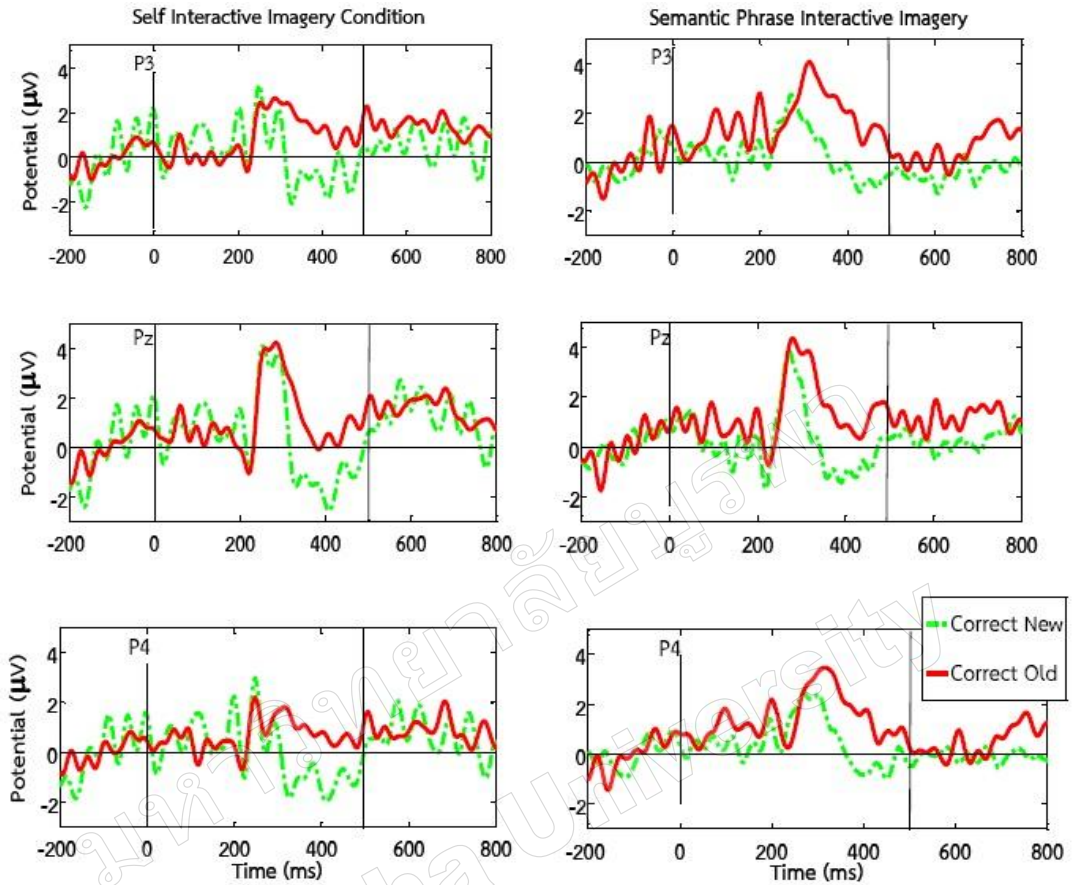 Self Interactive Imagery Condition
Semantic Phrase Interactive Imagery
Potential (μV)
4
2
0
-2
P3
-200 0 200 400 600 800
4
2
0
-2
P3
-200 0 200 400 600 800
Potential (μV)
4
2
0
-2
Pz
-200 0 200 400 600 800
4
2
0
-2
Pz
-200 0 200 400 600 800
Potential (μV)
4
2
0
-2
P4
-200 0 200 400 600 800
Time (ms)
4
2
0
-2
P4
-200 0 200 400 600 800
Time (ms)
Correct New
Correct Old
University